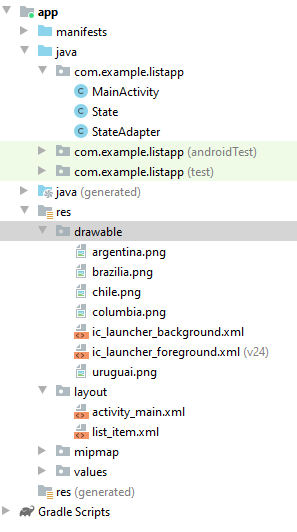 app
manifests
java
com.example.listapp
MainActivity
State
StateAdapter
com.example.listapp (androidTest)
com.example.listapp (test)
java (generated)
res
drawable
argentina.png
brazilia.png
chile.png
columbia.png
ic_launcher_background.xml
ic_launcher_foreground.xml (v24)
uruguai.png
layout
activity_main.xml
list_item.xml
mipmap
values
res (generated)
Gradle Scripts